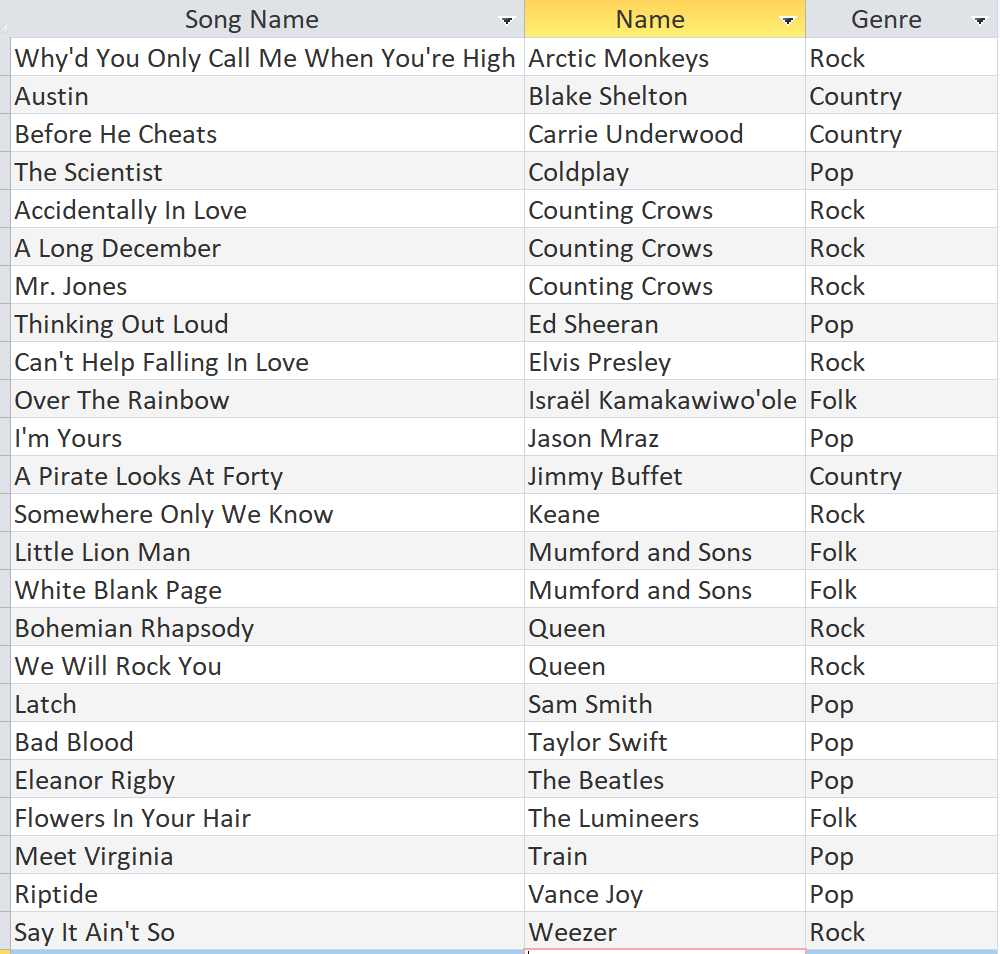 Song Name Name Genre
Why'd You Only Call Me When You're High Arctic Monkeys Rock
Austin Blake Shelton Country
Before He Cheats Carrie Underwood Country
The Scientist Coldplay Pop
Accidentally In Love Counting Crows Rock
A Long December Counting Crows Rock
Mr. Jones Counting Crows Rock
Thinking Out Loud Ed Sheeran Pop
Can't Help Falling In Love Elvis Presley Rock
Over The Rainbow Israël Kamakawiwo'ole Folk
I'm Yours Jason Mraz Pop
A Pirate Looks At Forty Jimmy Buffet Country
Somewhere Only We Know Keane Rock
Little Lion Man Mumford and Sons Folk
White Blank Page Mumford and Sons Folk
Bohemian Rhapsody Queen Rock
We Will Rock You Queen Rock
Latch Sam Smith Pop
Bad Blood Taylor Swift Pop
Eleanor Rigby The Beatles Pop
Flowers In Your Hair The Lumineers Folk
Meet Virginia Train Pop
Riptide Vance Joy Pop
Say It Ain't So Weezer Rock